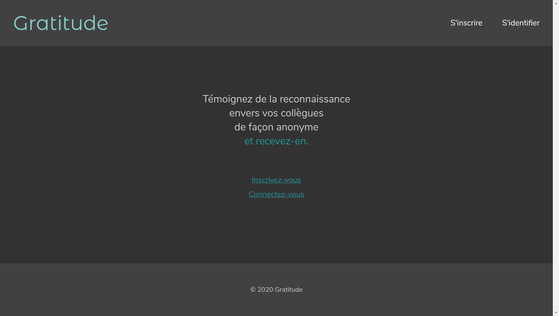 Gratitude
S'inscrire
S'identifier
Témoignez de la reconnaissance
envers vos collègues
de façon anonyme
et recevez-en.
Inscrivez-vous
Connectez-vous
© 2020 Gratitude